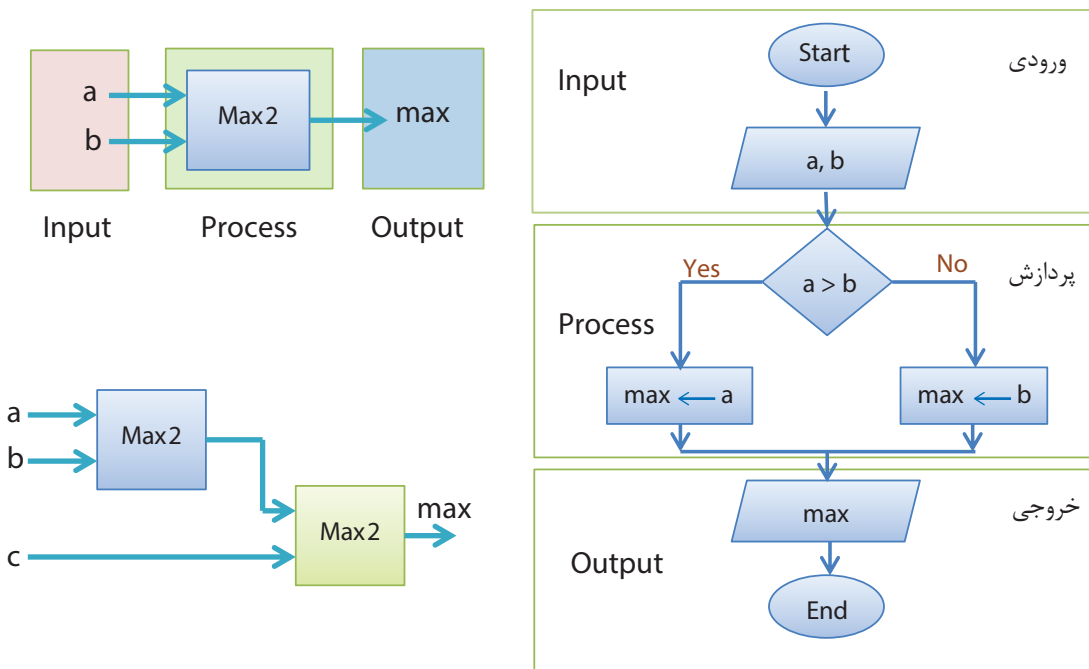 a
b
Max2
max
Input
Process
Output
a
b
Max2
c
Max2
max
Input
ورودی
Start
a, b
Process
پردازش
a > b
Yes
No
max ← a
max ← b
Output
خروجی
max
End